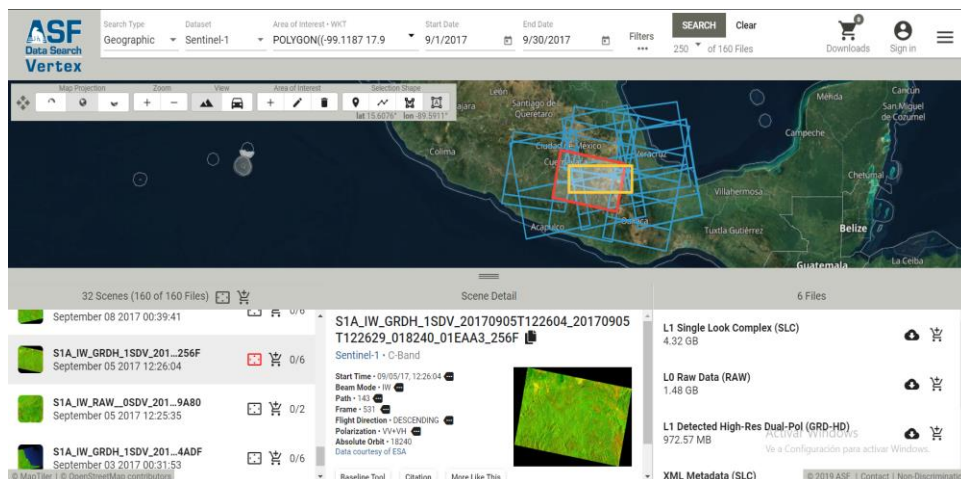 ASF
Data Search
Vertex
Search Type
Geographic
Dataset
Sentinel-1
Area of Interest • WKT
POLYGON((-99.1187 17.9
Start Date
9/1/2017
End Date
9/30/2017
Filters
•••
SEARCH
Clear
250 of 160 Files
0
Downloads
Sign in
Map Projection
Zoom
View
Area of Interest
Selection Shape
lat 15.6076° lon -89.5911°
León
Santiago de
Querétaro
Colima
Ciudad de México
Acapulco
Villahermosa
Tuxtla Gutiérrez
Mérida
Campeche
Cancún
San Miguel
de Cozumel
Chetumal
Belize
Guatemala
La Ceiba
32 Scenes (160 of 160 Files)
September 08 2017 00:39:41
0/6
S1A_IW_GRDH_1SDV_201...256F
September 05 2017 12:26:04
0/6
S1A_IW_RAW__0SDV_201...9A80
September 05 2017 12:25:35
0/2
S1A_IW_GRDH_1SDV_201...4ADF
September 03 2017 00:31:53
0/6
© MapTiler | © OpenStreetMap contributors
Scene Detail
S1A_IW_GRDH_1SDV_20170905T122604_20170905
T122629_018240_01EAA3_256F
Sentinel-1 • C-Band
Start Time • 09/05/17, 12:26:04
Beam Mode • IW
Path • 143
Frame • 531
Flight Direction • DESCENDING
Polarization • VV+VH
Absolute Orbit • 18240
Data courtesy of ESA
Baseline Tool
Citation
More Like This
6 Files
L1 Single Look Complex (SLC)
4.32 GB
L0 Raw Data (RAW)
1.48 GB
L1 Detected High-Res Dual-Pol (GRD-HD)
972.57 MB
Activar Windows
Ve a Configuración para activar Windows.
XML Metadata (SLC)
© 2019 ASF | Contact | Non-Discrimination